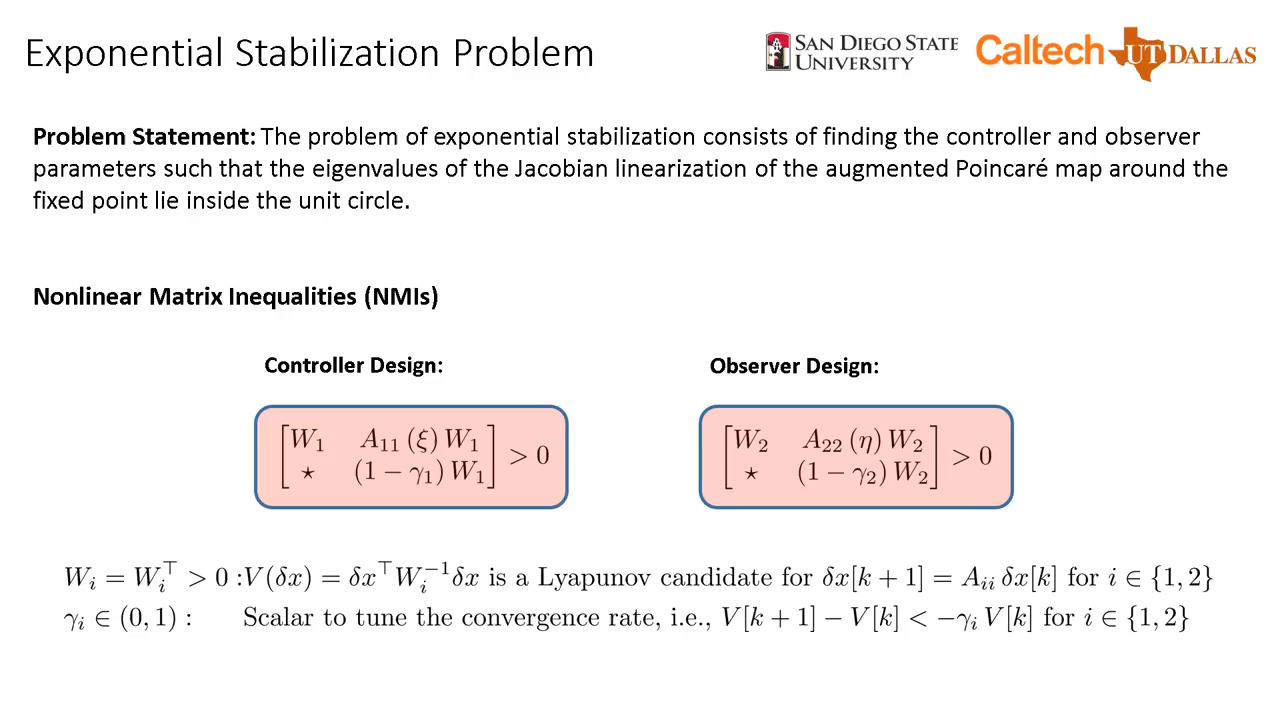 Exponential Stabilization Problem
SAN DIEGO STATE
UNIVERSITY
Caltech
UT DALLAS
Problem Statement: The problem of exponential stabilization consists of finding the controller and observer
parameters such that the eigenvalues of the Jacobian linearization of the augmented Poincaré map around the
fixed point lie inside the unit circle.
Nonlinear Matrix Inequalities (NMIs)
Controller Design:
[W₁ A₁₁ (ξ) W₁
⋆ (1 − γ₁) W₁] > 0
Observer Design:
[W₂ A₂₂ (η) W₂
⋆ (1 − γ₂) W₂] > 0
Wᵢ = Wᵢ^⊤ > 0 : V(δx) = δx^⊤ Wᵢ⁻¹ δx is a Lyapunov candidate for δx[k + 1] = Aᵢᵢ δx[k] for i ∈ {1, 2}
γᵢ ∈ (0, 1) : Scalar to tune the convergence rate, i.e., V[k + 1] − V[k] < −γᵢ V[k] for i ∈ {1, 2}